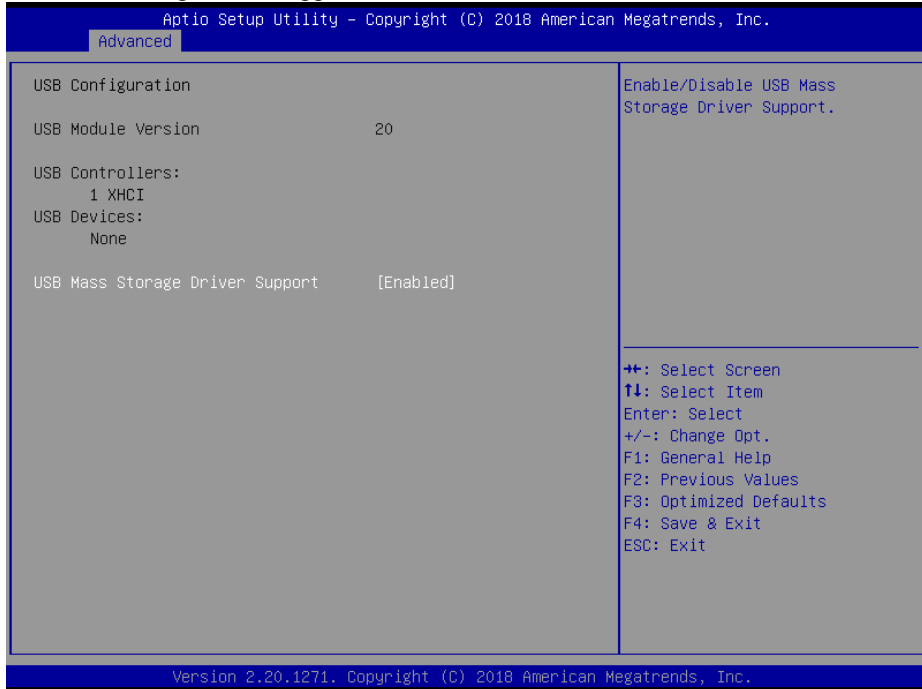 Aptio Setup Utility – Copyright (C) 2018 American Megatrends, Inc.
Advanced
USB Configuration
USB Module Version 20
USB Controllers:
1 XHCI
USB Devices:
None
USB Mass Storage Driver Support [Enabled]
Enable/Disable USB Mass
Storage Driver Support.
→←: Select Screen
↑↓: Select Item
Enter: Select
+/-: Change Opt.
F1: General Help
F2: Previous Values
F3: Optimized Defaults
F4: Save & Exit
ESC: Exit
Version 2.20.1271. Copyright (C) 2018 American Megatrends, Inc.